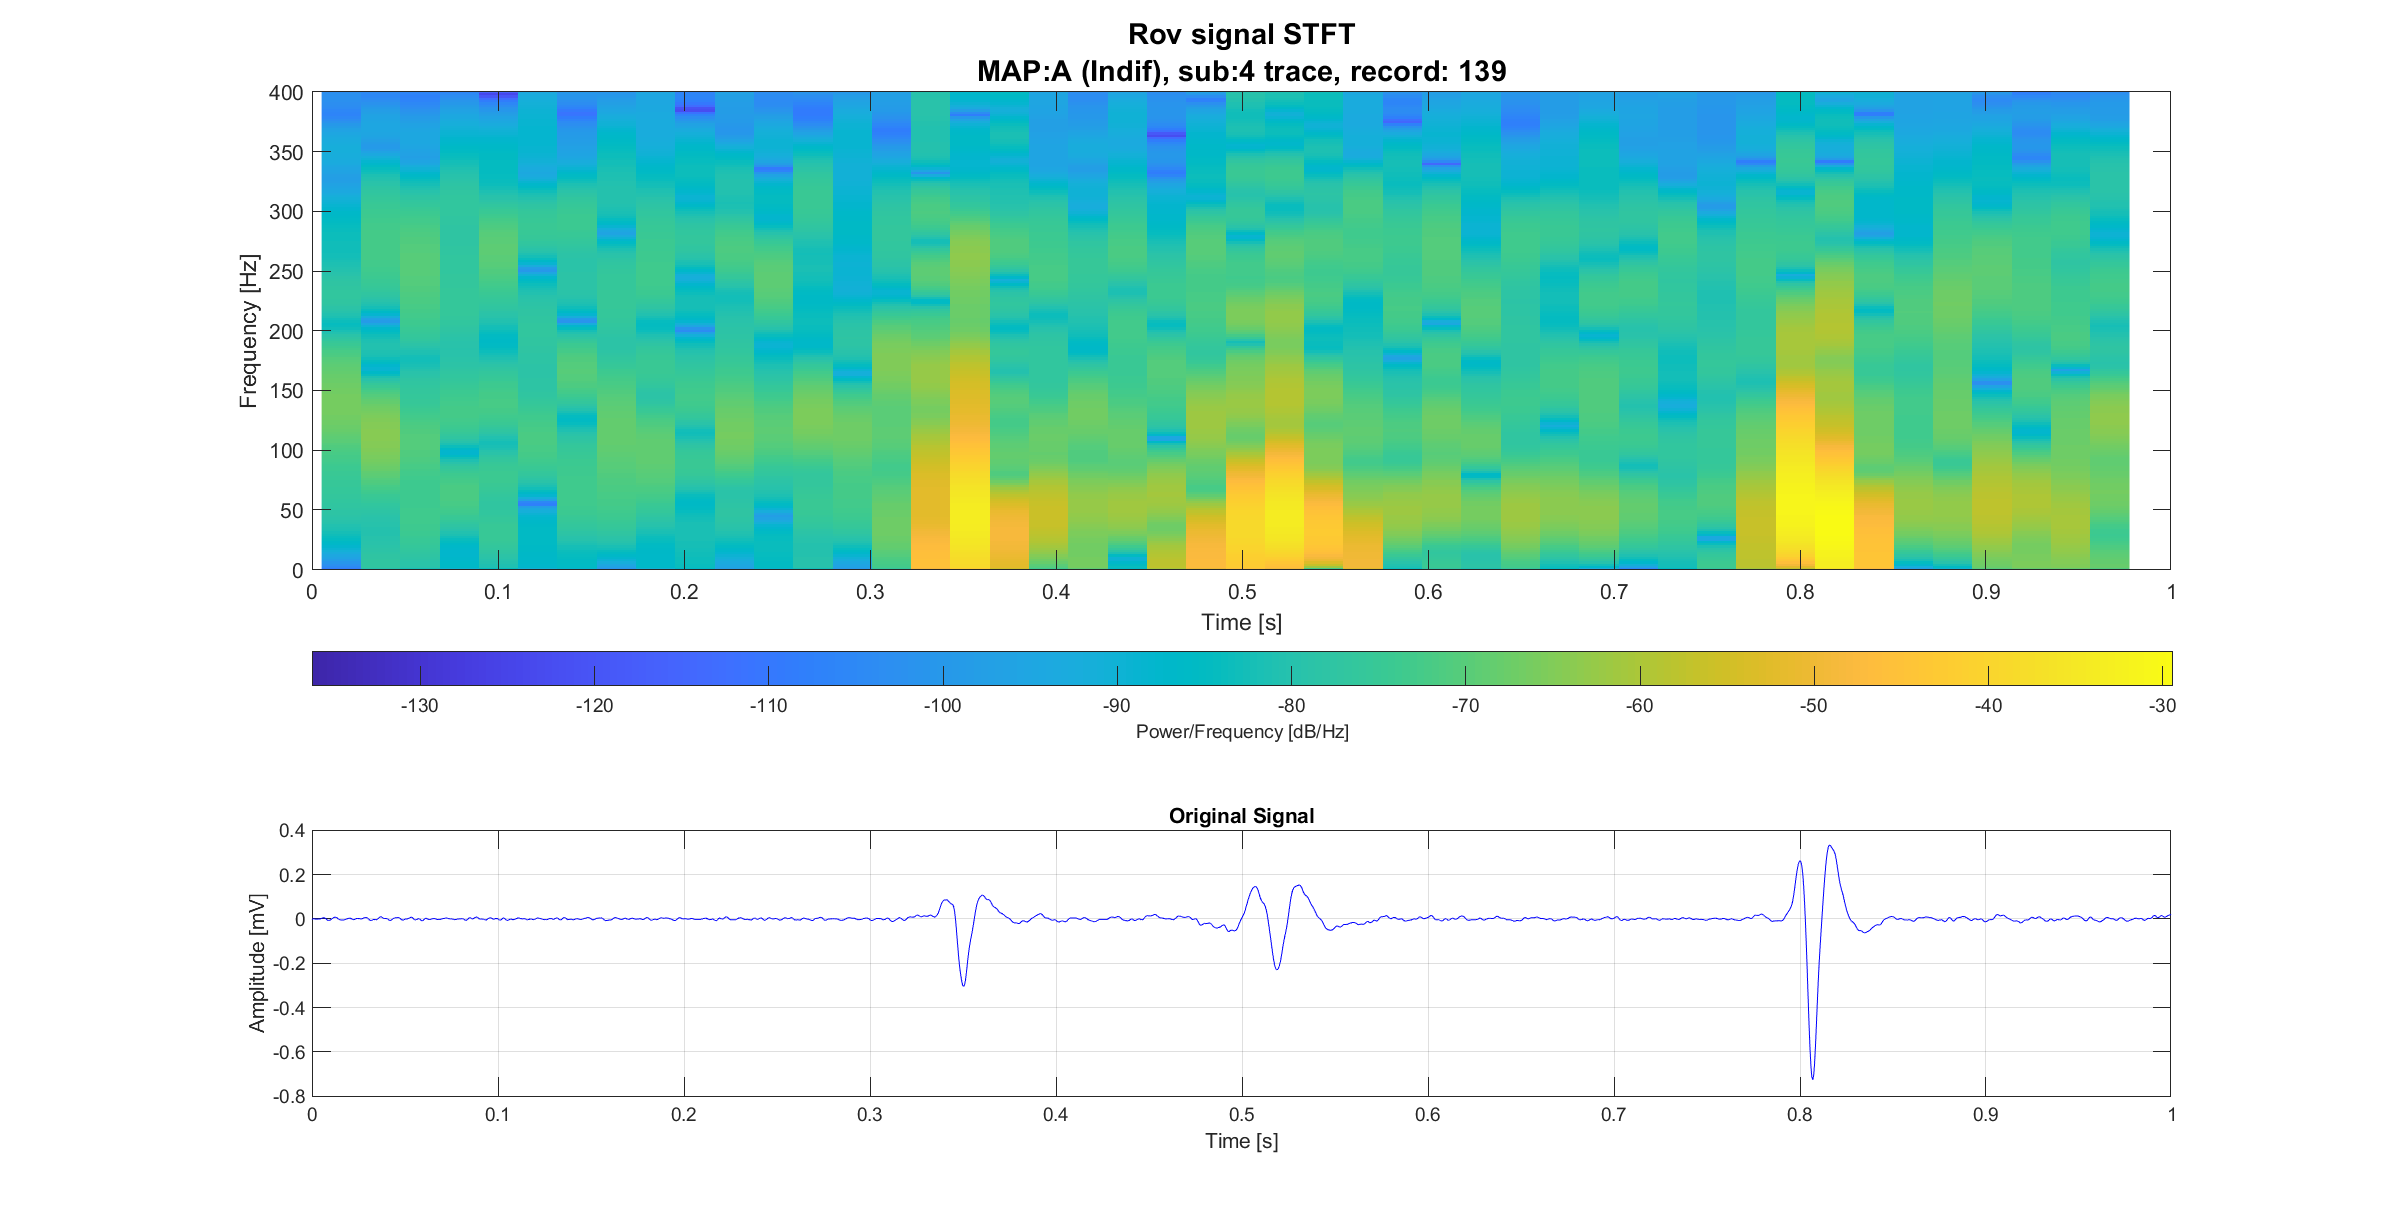 Rov signal STFT
MAP:A (Indif), sub:4 trace, record: 139
400
350
300
250
200
150
100
50
0
Frequency [Hz]
0 0.1 0.2 0.3 0.4 0.5 0.6 0.7 0.8 0.9 1
Time [s]
-130 -120 -110 -100 -90 -80 -70 -60 -50 -40 -30
Power/Frequency [dB/Hz]
Original Signal
0.4
0.2
0
-0.2
-0.4
-0.6
-0.8
Amplitude [mV]
0 0.1 0.2 0.3 0.4 0.5 0.6 0.7 0.8 0.9 1
Time [s]